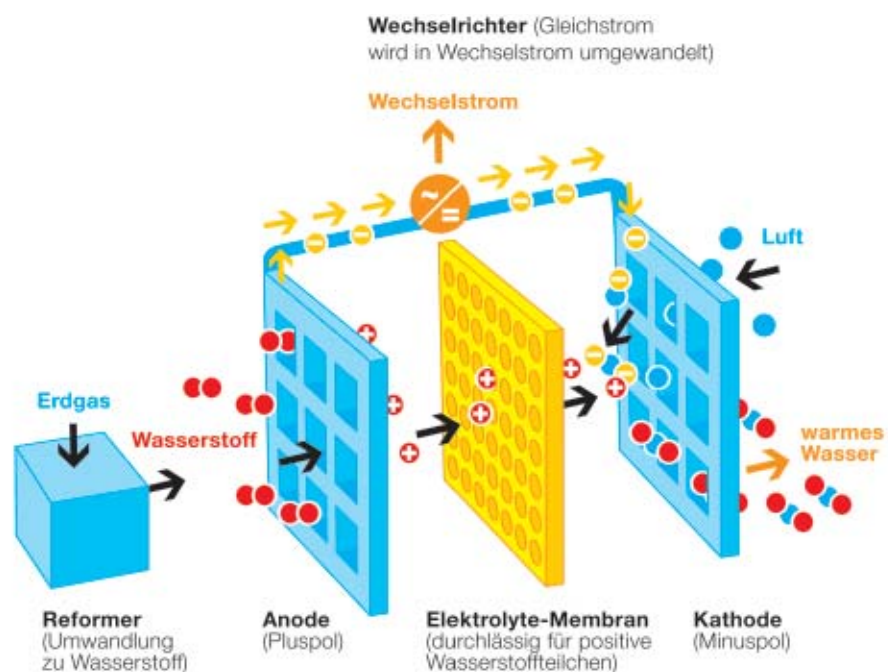 Wechselrichter (Gleichstrom
wird in Wechselstrom umgewandelt)
Wechselstrom
~
=
Luft
Erdgas
Wasserstoff
warmes
Wasser
Reformer
(Umwandlung
zu Wasserstoff)
Anode
(Pluspol)
Elektrolyte-Membran
(durchlässig für positive
Wasserstoffteilchen)
Kathode
(Minuspol)